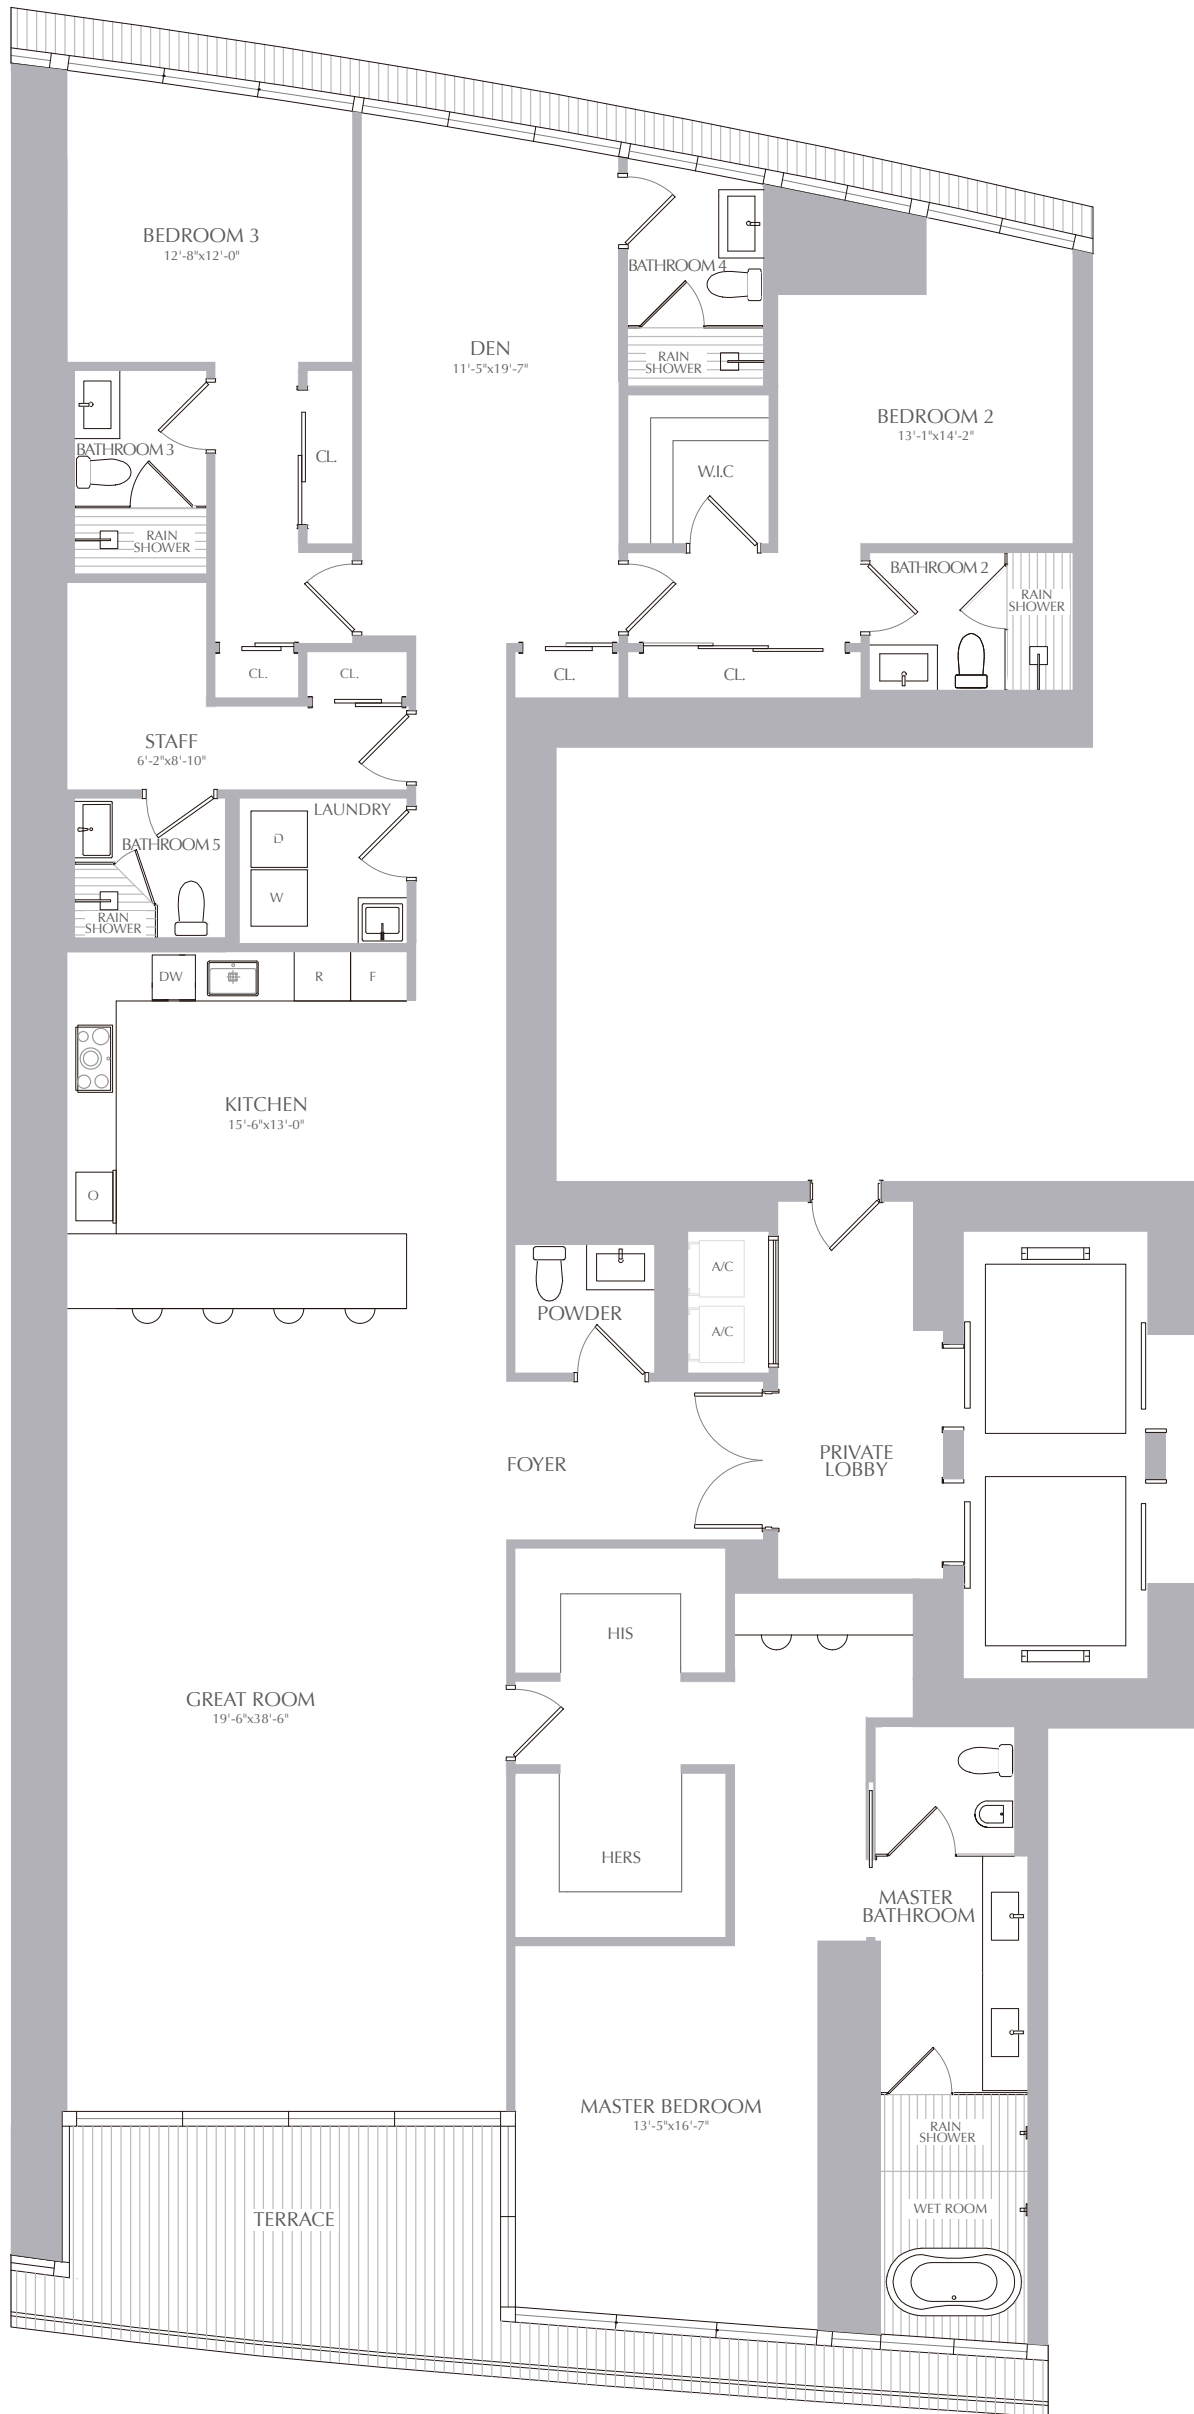 BEDROOM 3
12'-8"x12'-0"
BATHROOM 4
DEN
11'-5"x19'-7"
RAIN
SHOWER
BEDROOM 2
13'-1"x14'-2"
BATHROOM 3
CL.
W.I.C
RAIN
SHOWER
BATHROOM 2
RAIN
SHOWER
CL.
CL.
CL.
CL.
STAFF
6'-2"x8'-10"
LAUNDRY
D
BATHROOM 5
W
RAIN
SHOWER
DW
R
F
KITCHEN
15'-6"x13'-0"
O
A/C
POWDER
A/C
FOYER
PRIVATE
LOBBY
HIS
GREAT ROOM
19'-6"x38'-6"
HERS
MASTER
BATHROOM
MASTER BEDROOM
13'-5"x16'-7"
RAIN
SHOWER
WET ROOM
TERRACE